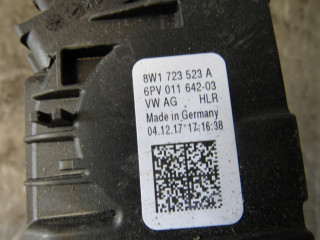 8W1 723 523 A
6PV 011 642-03
VW AG HLR
Made in Germany
04.12.17 17:16:38